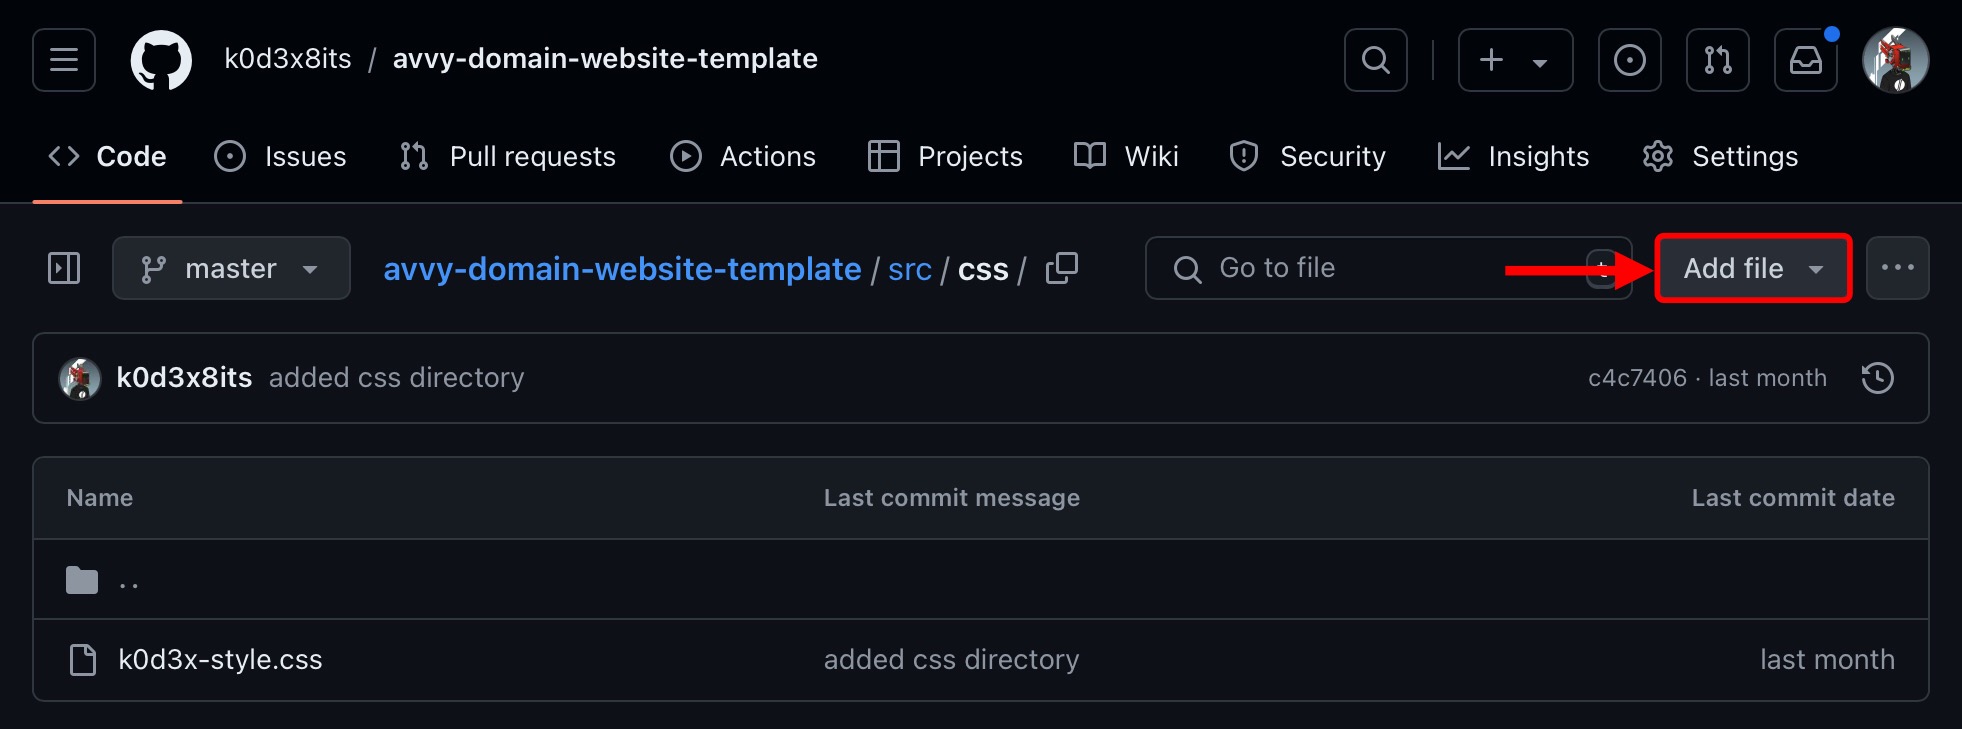 k0d3x8its / avvy-domain-website-template
Code Issues Pull requests Actions Projects Wiki Security Insights Settings
master avvy-domain-website-template / src / css / Go to file t Add file
k0d3x8its added css directory c4c7406 · last month
Name Last commit message Last commit date
..
k0d3x-style.css added css directory last month